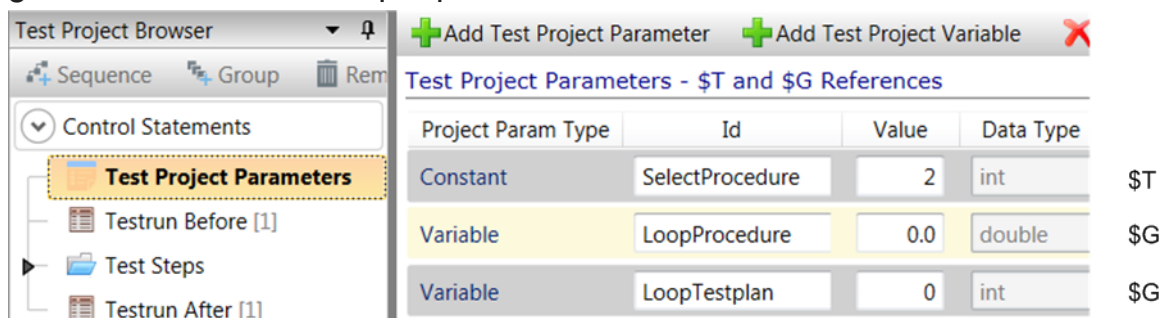 Test Project Browser
Sequence Group Rem
Control Statements
Test Project Parameters
Testrun Before [1]
Test Steps
Testrun After [1]
Add Test Project Parameter Add Test Project Variable
Test Project Parameters - $T and $G References
Project Param Type Id Value Data Type
Constant SelectProcedure 2 int $T
Variable LoopProcedure 0.0 double $G
Variable LoopTestplan 0 int $G